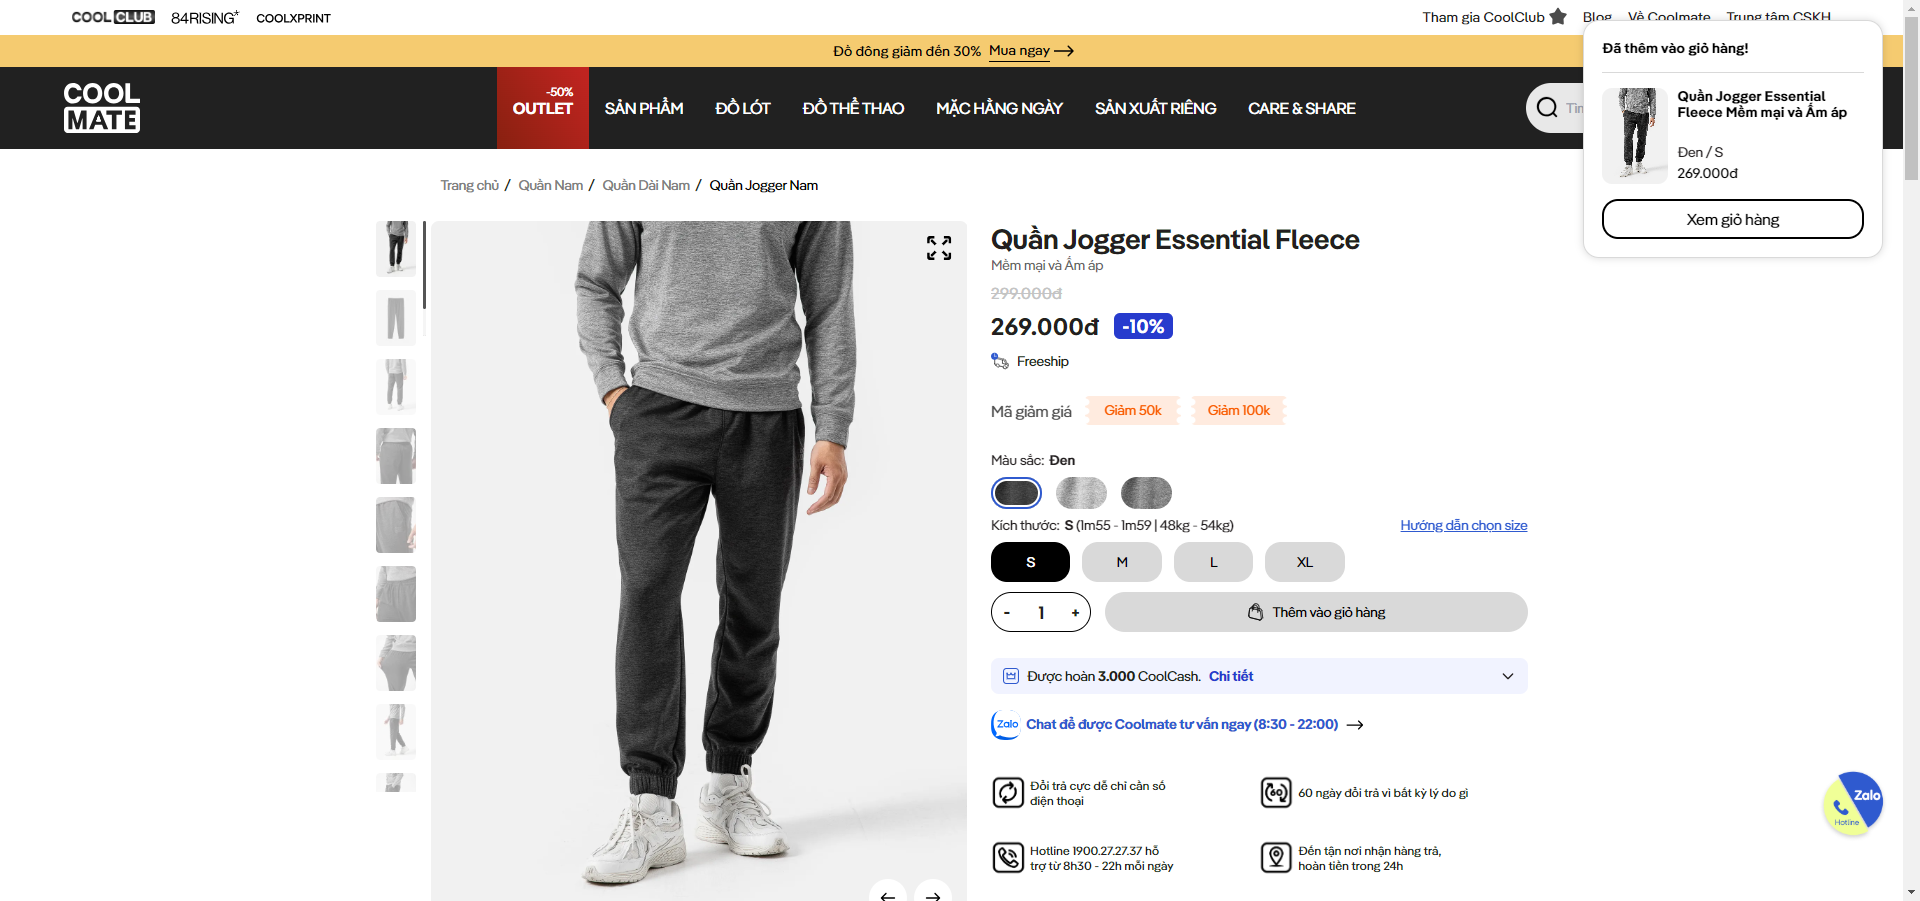 COOLCLUB 84RISING* COOLXPRINT
Tham gia CoolClub Blog Về Coolmate Trung tâm CSKH
Đồ đông giảm đến 30% Mua ngay
COOL
MATE
-50%
OUTLET
SẢN PHẨM
ĐỒ LÓT
ĐỒ THỂ THAO
MẶC HẰNG NGÀY
SẢN XUẤT RIÊNG
CARE & SHARE
Đã thêm vào giỏ hàng!
Quần Jogger Essential
Fleece Mềm mại và Ấm áp
Đen / S
269.000đ
Xem giỏ hàng
Trang chủ / Quần Nam / Quần Dài Nam / Quần Jogger Nam
Quần Jogger Essential Fleece
Mềm mại và Ấm áp
299.000đ
269.000đ -10%
Freeship
Mã giảm giá Giảm 50k Giảm 100k
Màu sắc: Đen
Kích thước: S (1m55 - 1m59 | 48kg - 54kg) Hướng dẫn chọn size
S M L XL
- 1 + Thêm vào giỏ hàng
Được hoàn 3.000 CoolCash. Chi tiết
Zalo Chat để được Coolmate tư vấn ngay (8:30 - 22:00)
Đổi trả cực dễ chỉ cần số
điện thoại
60 60 ngày đổi trả vì bất kỳ lý do gì
Hotline 1900.27.27.37 hỗ
trợ từ 8h30 - 22h mỗi ngày
Đến tận nơi nhận hàng trả,
hoàn tiền trong 24h
Zalo
Hotline